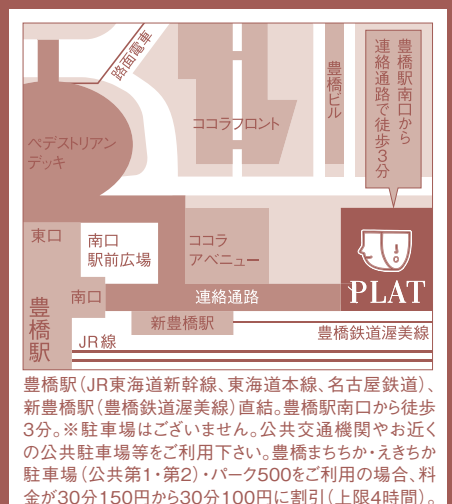 路面電車
豊橋ビル
豊橋駅南口から
連絡通路で徒歩3分
ココラフロント
ペデストリアン
デッキ
東口
南口
駅前広場
ココラ
アベニュー
PLAT
南口
連絡通路
豊橋駅
新豊橋駅
豊橋鉄道渥美線
JR線
豊橋駅（JR東海道新幹線、東海道本線、名古屋鉄道）、
新豊橋駅（豊橋鉄道渥美線）直結。豊橋駅南口から徒歩
3分。※駐車場はございません。公共交通機関やお近く
の公共駐車場等をご利用下さい。豊橋まちちか・えきちか
駐車場（公共第1・第2）・パーク500をご利用の場合、料
金が30分150円から30分100円に割引（上限4時間）。